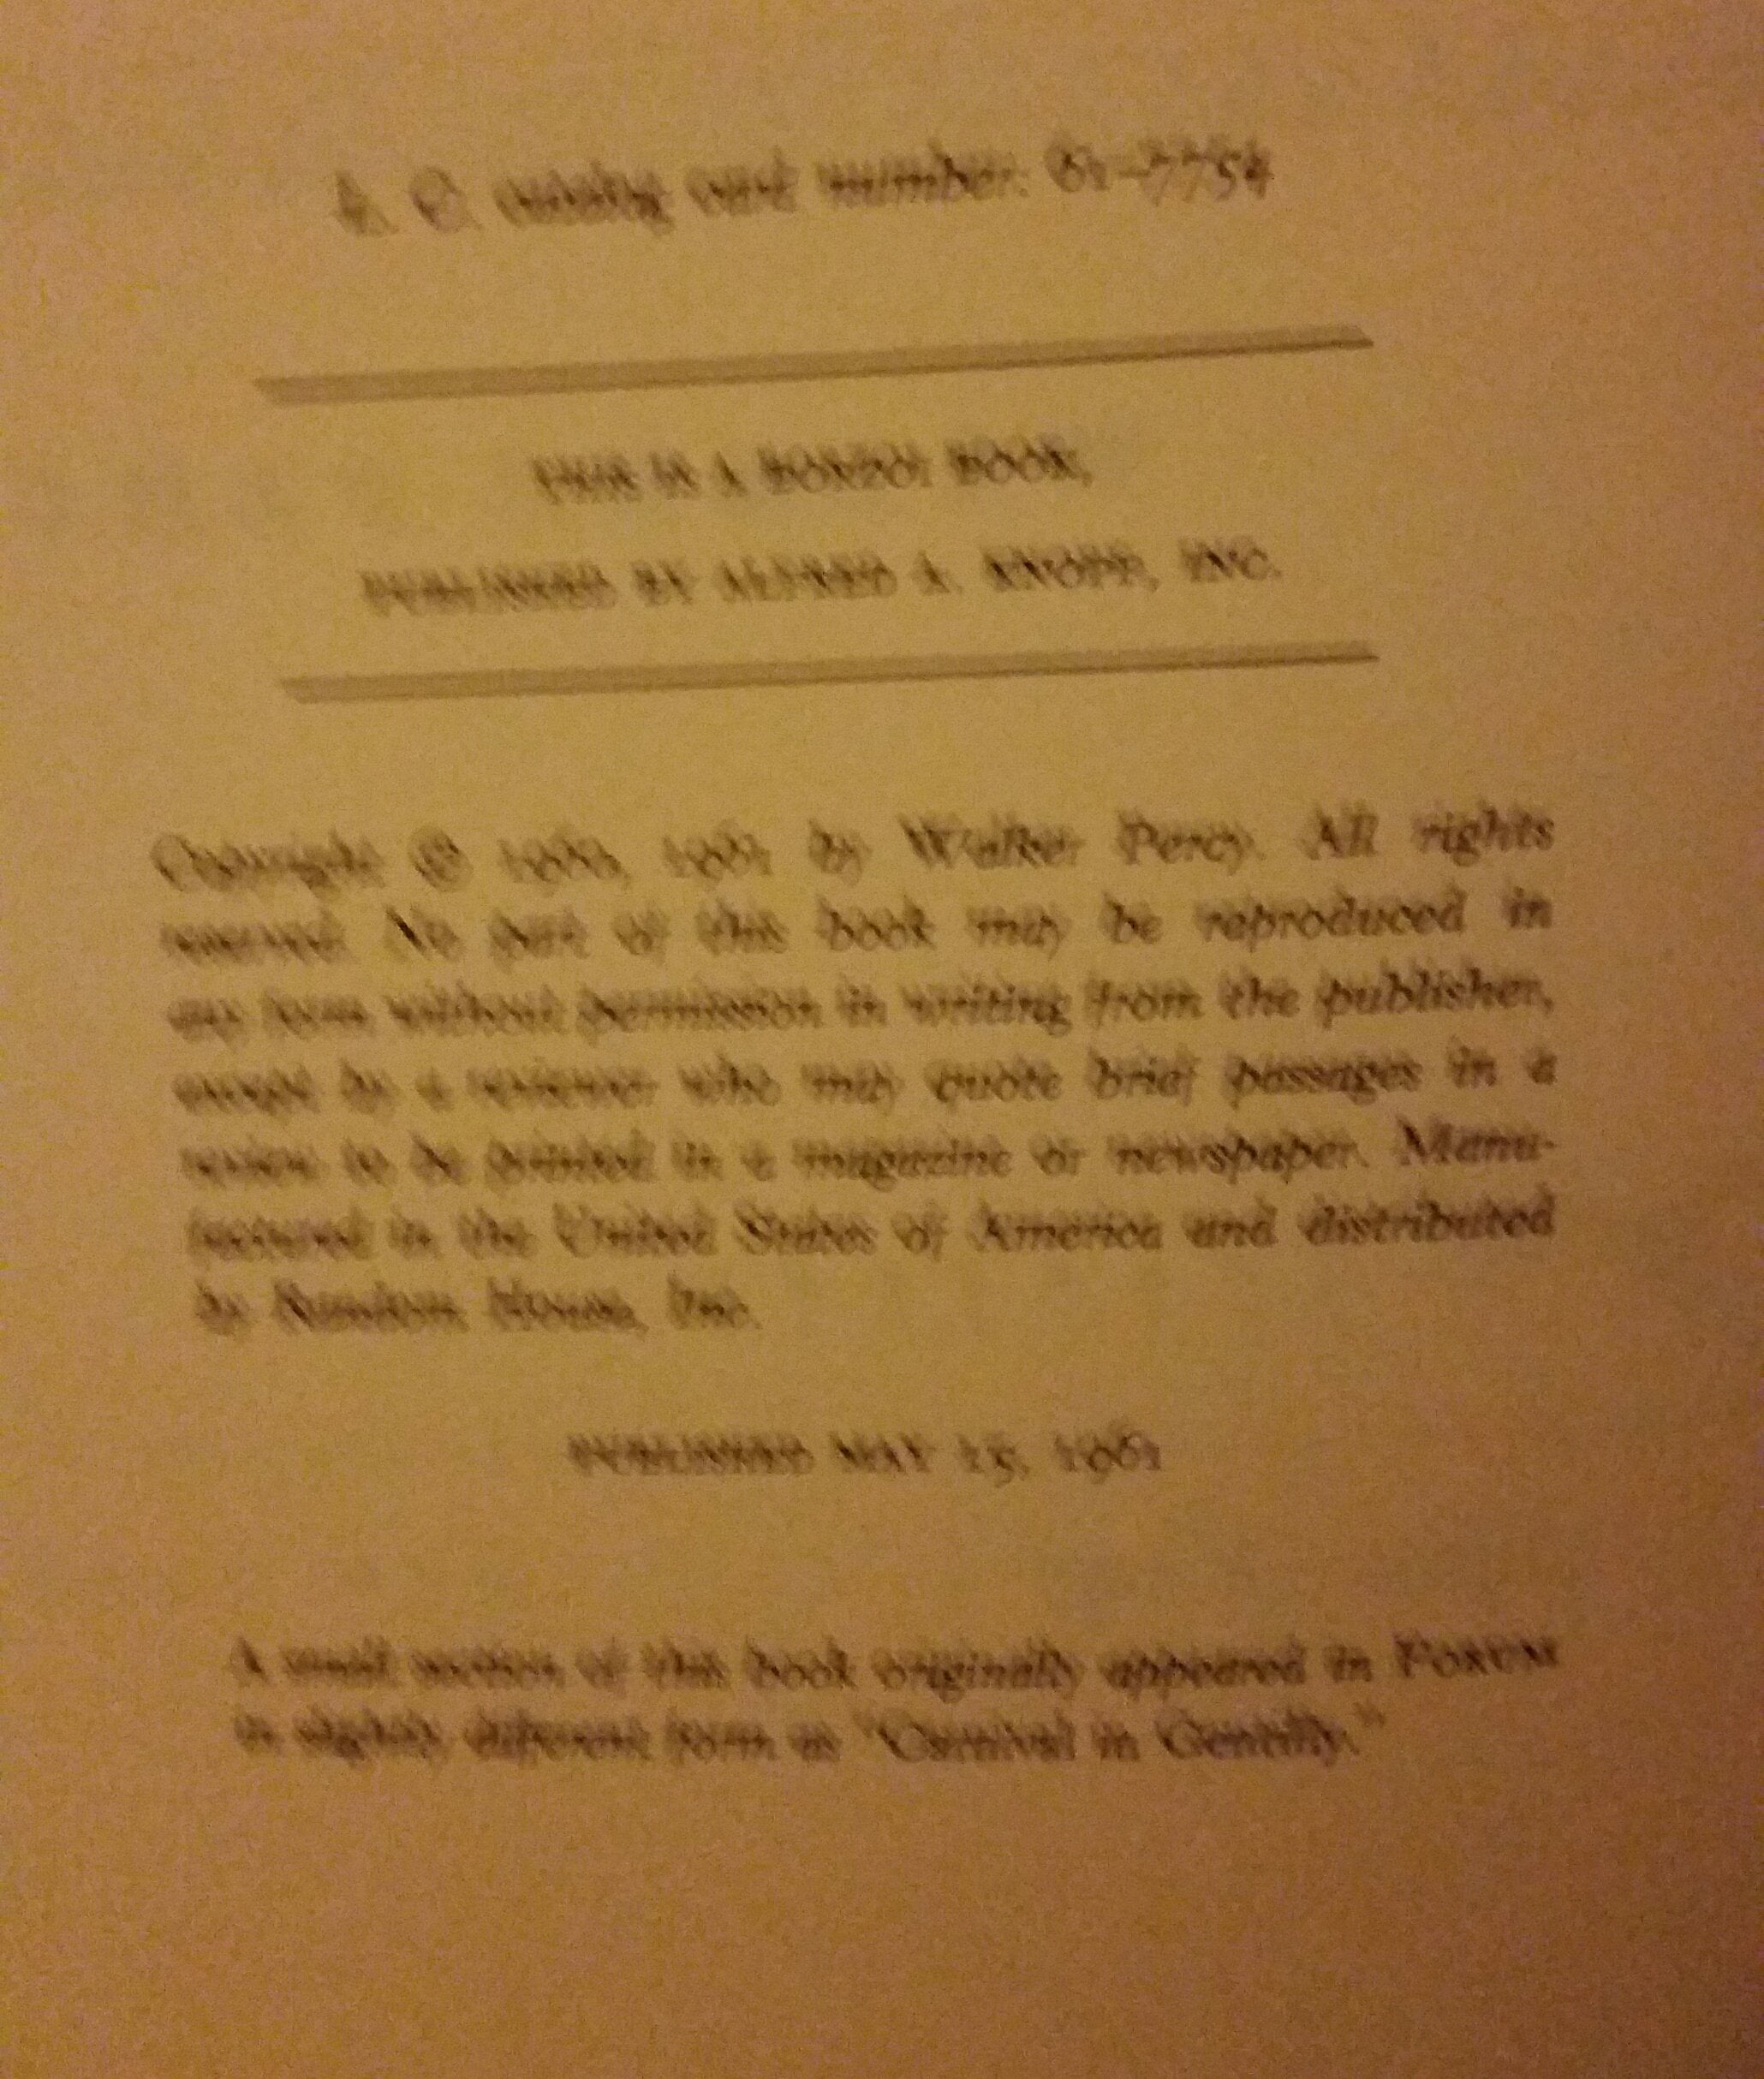 L. C. catalog card number: 61-7754
THIS IS A BORZOI BOOK,
PUBLISHED BY ALFRED A. KNOPF, INC.
Copyright © 1960, 1961 by Walker Percy. All rights
reserved. No part of this book may be reproduced in
any form without permission in writing from the publisher,
except by a reviewer who may quote brief passages in a
review to be printed in a magazine or newspaper. Manu-
factured in the United States of America and distributed
by Random House, Inc.
PUBLISHED MAY 15, 1961
A small section of this book originally appeared in FORUM
in slightly different form as "Carnival in Gentilly."